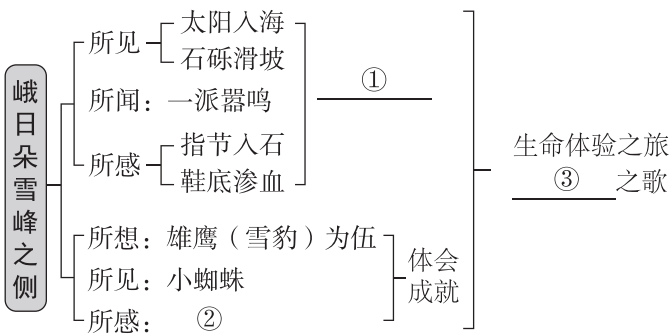 峨日朵雪峰之侧
所见
太阳入海
石砾滑坡
所闻：一派嚣鸣
所感
指节入石
鞋底渗血
①
所想：雄鹰（雪豹）为伍
所见：小蜘蛛
所感： ②
体会
成就
生命体验之旅
③ 之歌